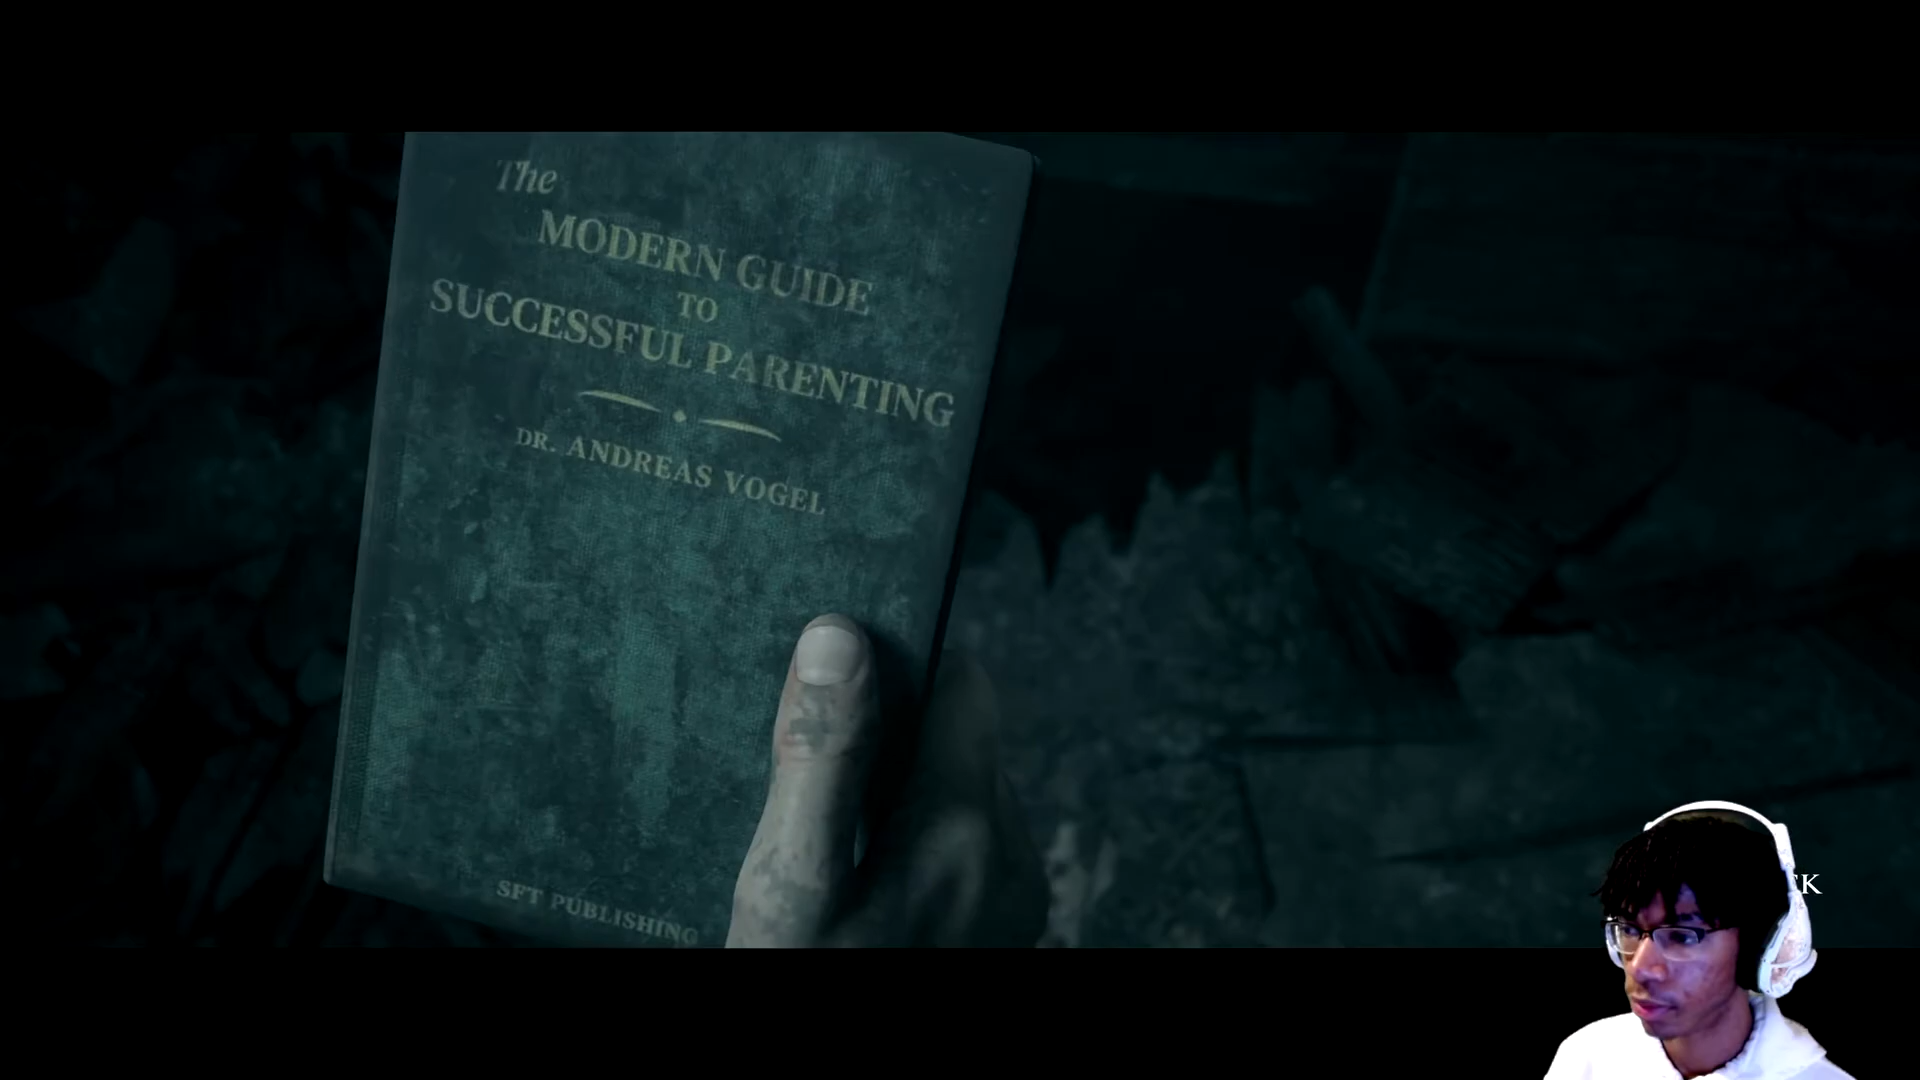 The
MODERN GUIDE
TO
SUCCESSFUL PARENTING
DR. ANDREAS VOGEL
SFT PUBLISHING